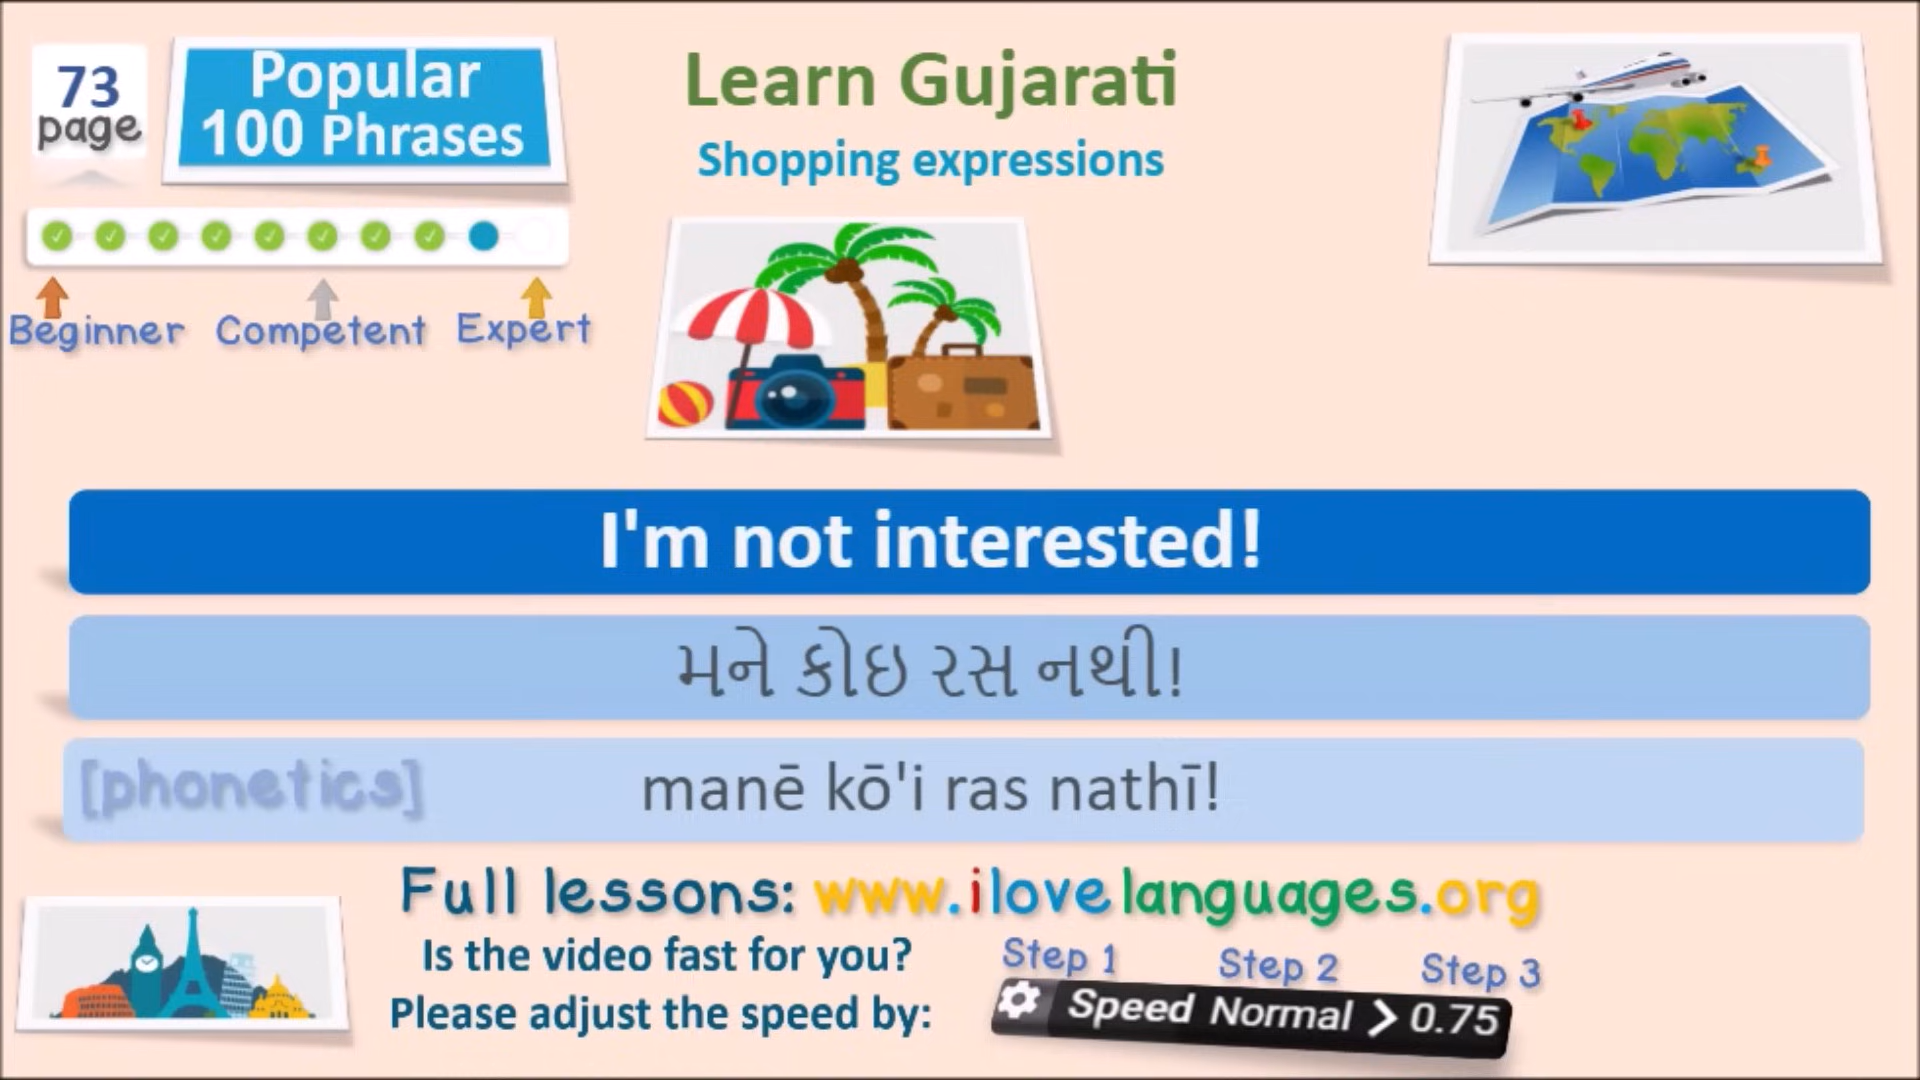 73
page
Popular
100 Phrases
Learn Gujarati
Shopping expressions
Beginner Competent Expert
I'm not interested!
મને કોઇ રસ નથી!
[phonetics] manē kō'i ras nathī!
Full lessons: www.ilovelanguages.org
Is the video fast for you?
Please adjust the speed by:
Step 1 Step 2 Step 3
Speed Normal > 0.75